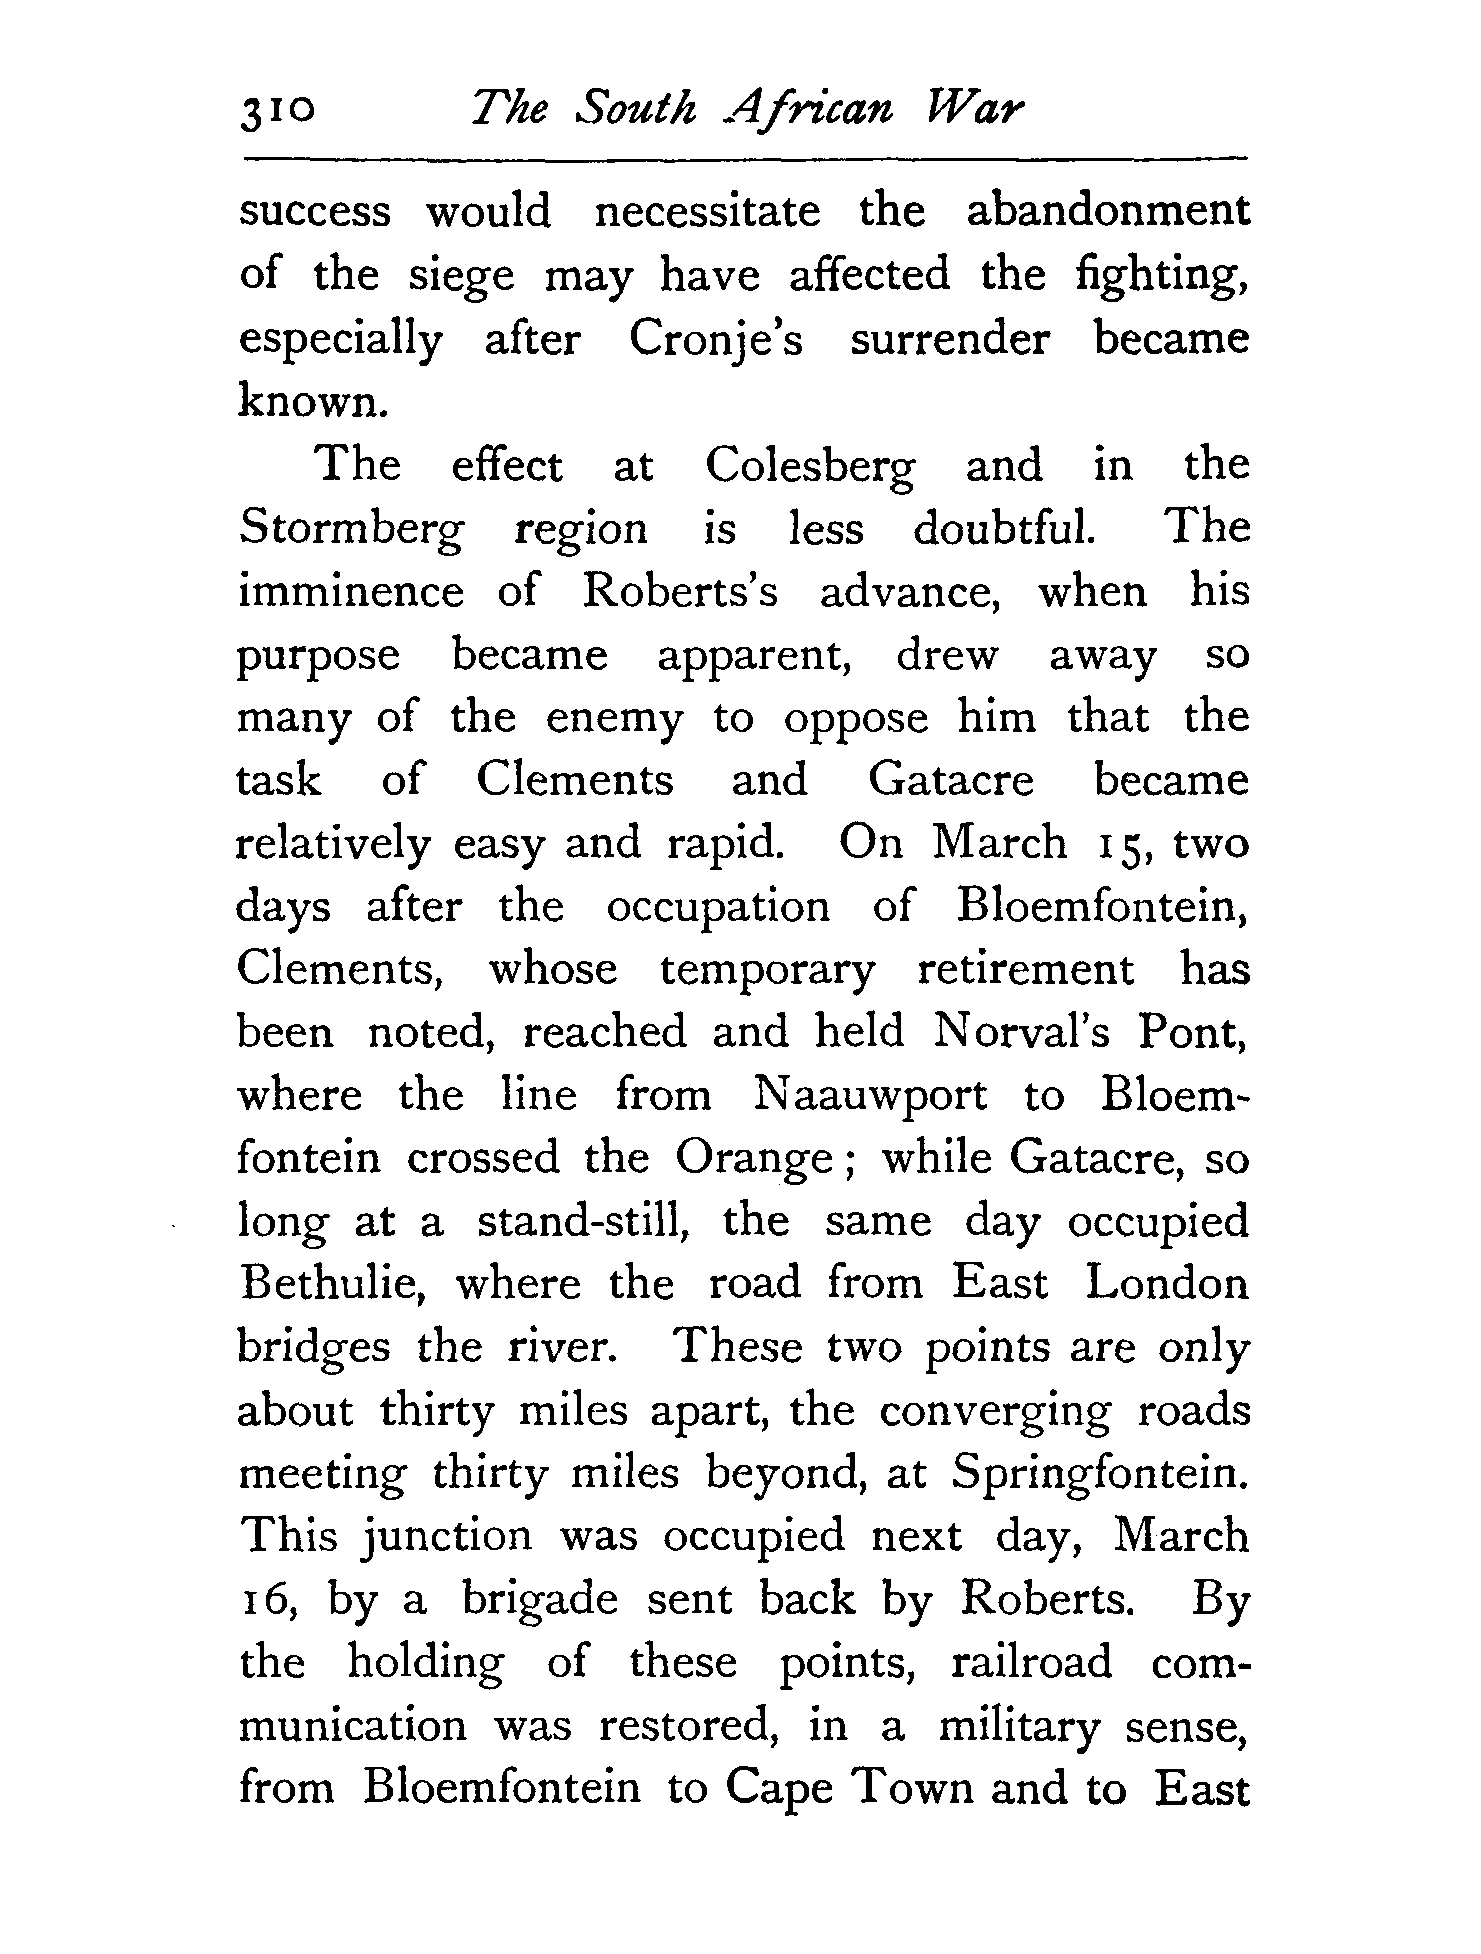 310 The South African War
success would necessitate the abandonment
of the siege may have affected the fighting,
especially after Cronje's surrender became
known.
The effect at Colesberg and in the
Stormberg region is less doubtful. The
imminence of Roberts's advance, when his
purpose became apparent, drew away so
many of the enemy to oppose him that the
task of Clements and Gatacre became
relatively easy and rapid. On March 15, two
days after the occupation of Bloemfontein,
Clements, whose temporary retirement has
been noted, reached and held Norval's Pont,
where the line from Naauwport to Bloem-
fontein crossed the Orange; while Gatacre, so
long at a stand-still, the same day occupied
Bethulie, where the road from East London
bridges the river. These two points are only
about thirty miles apart, the converging roads
meeting thirty miles beyond, at Springfontein.
This junction was occupied next day, March
16, by a brigade sent back by Roberts. By
the holding of these points, railroad com-
munication was restored, in a military sense,
from Bloemfontein to Cape Town and to East